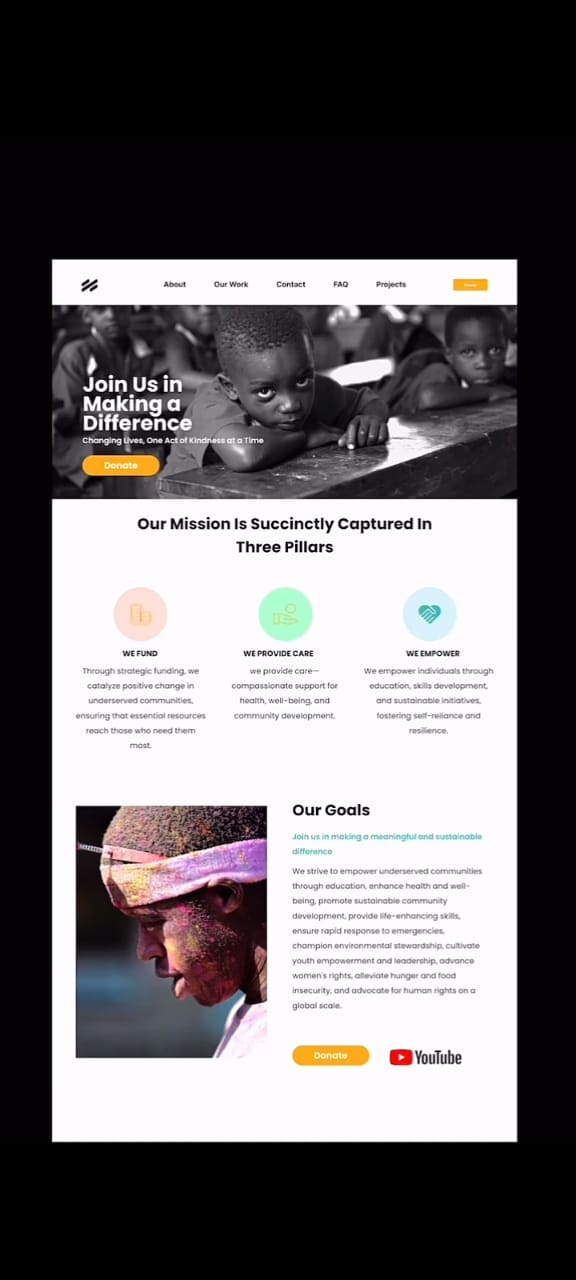 About Our Work Contact FAQ Projects Donate
Join Us in
Making a
Difference
Changing Lives, One Act of Kindness at a Time
Donate
Our Mission Is Succinctly Captured In
Three Pillars
WE FUND
Through strategic funding, we
catalyze positive change in
underserved communities,
ensuring that essential resources
reach those who need them
most.
WE PROVIDE CARE
we provide care—
compassionate support for
health, well-being, and
community development.
WE EMPOWER
We empower individuals through
education, skills development,
and sustainable initiatives,
fostering self-reliance and
resilience.
Our Goals
Join us in making a meaningful and sustainable
difference
We strive to empower underserved communities
through education, enhance health and well-
being, promote sustainable community
development, provide life-enhancing skills,
ensure rapid response to emergencies,
champion environmental stewardship, cultivate
youth empowerment and leadership, advance
women's rights, alleviate hunger and food
insecurity, and advocate for human rights on a
global scale.
Donate
YouTube